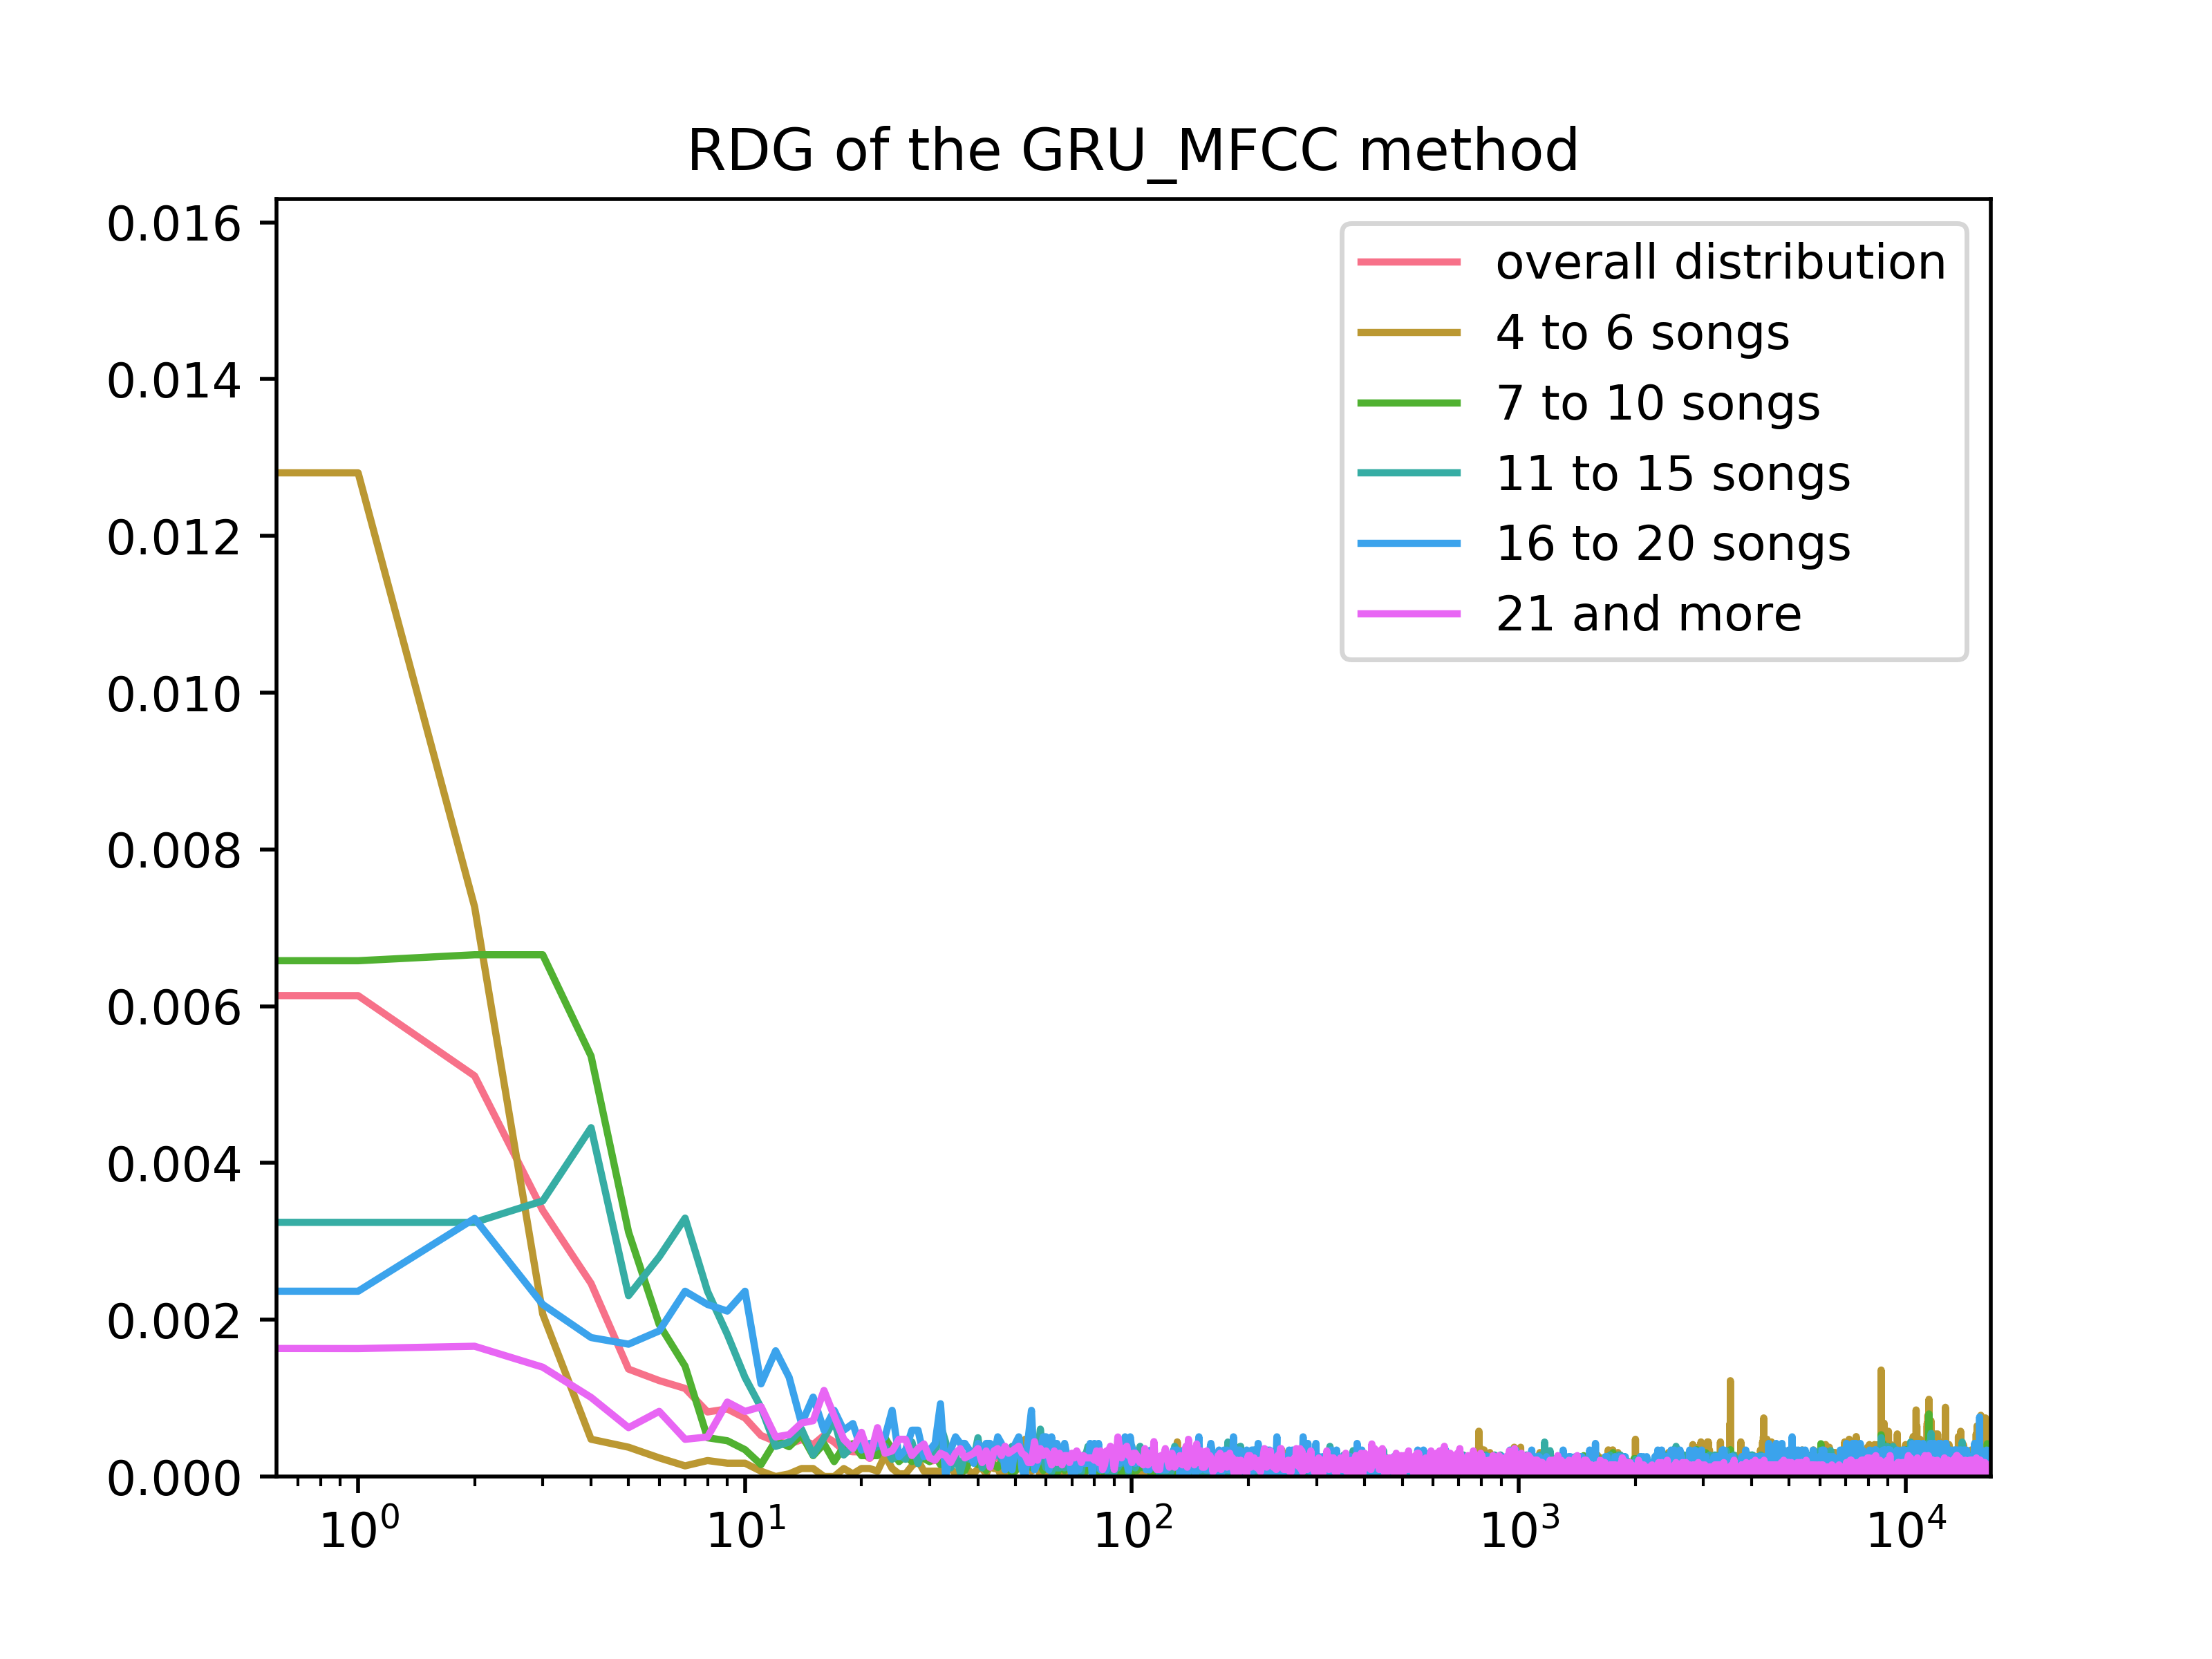 RDG of the GRU_MFCC method
0.016
0.014
0.012
0.010
0.008
0.006
0.004
0.002
0.000
overall distribution
4 to 6 songs
7 to 10 songs
11 to 15 songs
16 to 20 songs
21 and more
10⁰ 10¹ 10² 10³ 10⁴